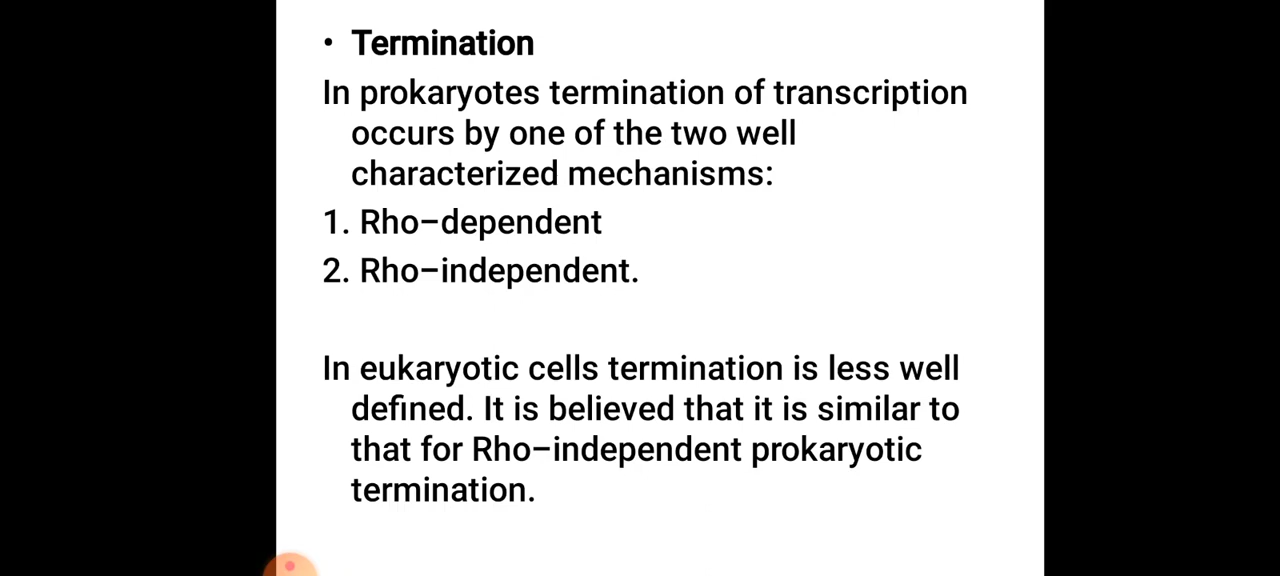 • Termination
In prokaryotes termination of transcription
occurs by one of the two well
characterized mechanisms:
1. Rho–dependent
2. Rho–independent.
In eukaryotic cells termination is less well
defined. It is believed that it is similar to
that for Rho–independent prokaryotic
termination.